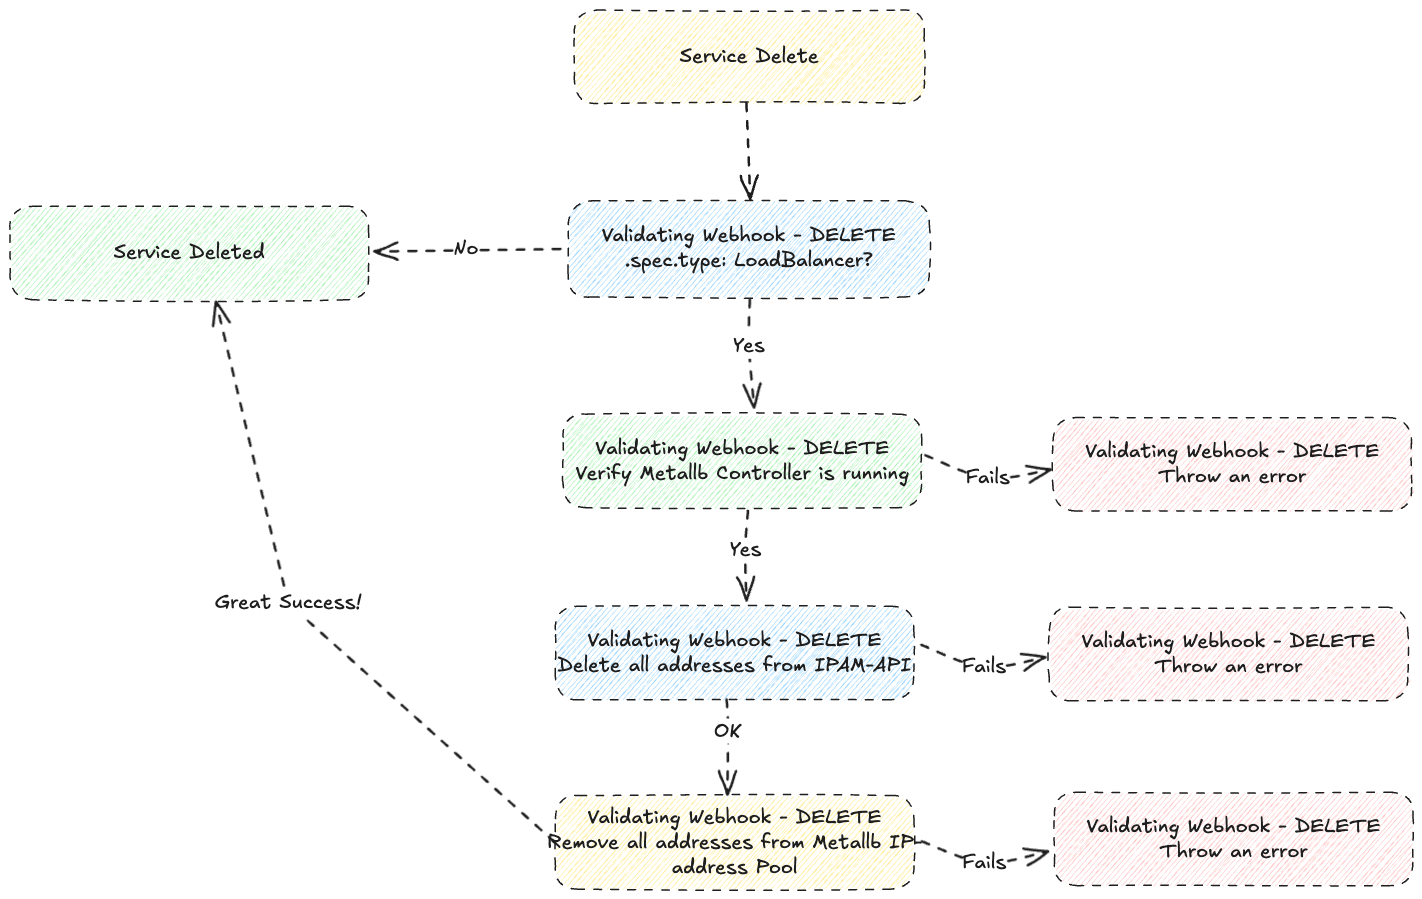 Service Delete
Validating Webhook - DELETE
.spec.type: LoadBalancer?
No
Service Deleted
Yes
Validating Webhook - DELETE
Verify Metallb Controller is running
Fails
Validating Webhook - DELETE
Throw an error
Yes
Great Success!
Validating Webhook - DELETE
Delete all addresses from IPAM-API
Fails
Validating Webhook - DELETE
Throw an error
OK
Validating Webhook - DELETE
Remove all addresses from Metallb IP
address Pool
Fails
Validating Webhook - DELETE
Throw an error